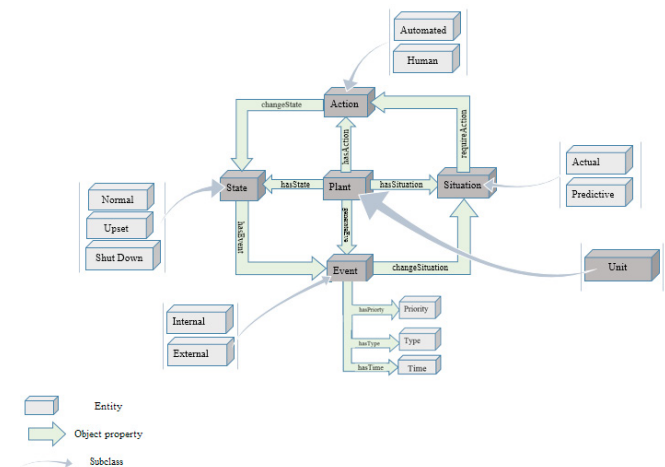 Automated
Human
changeState
Action
requireAction
hasAction
Actual
Predictive
State
hasState
Plant
hasSituation
Situation
Normal
Upset
Shut Down
hasEvent
Event
changeSituation
Unit
Internal
External
hasPriority
Priority
hasType
Type
hasTime
Time
Entity
Object property
Subclass